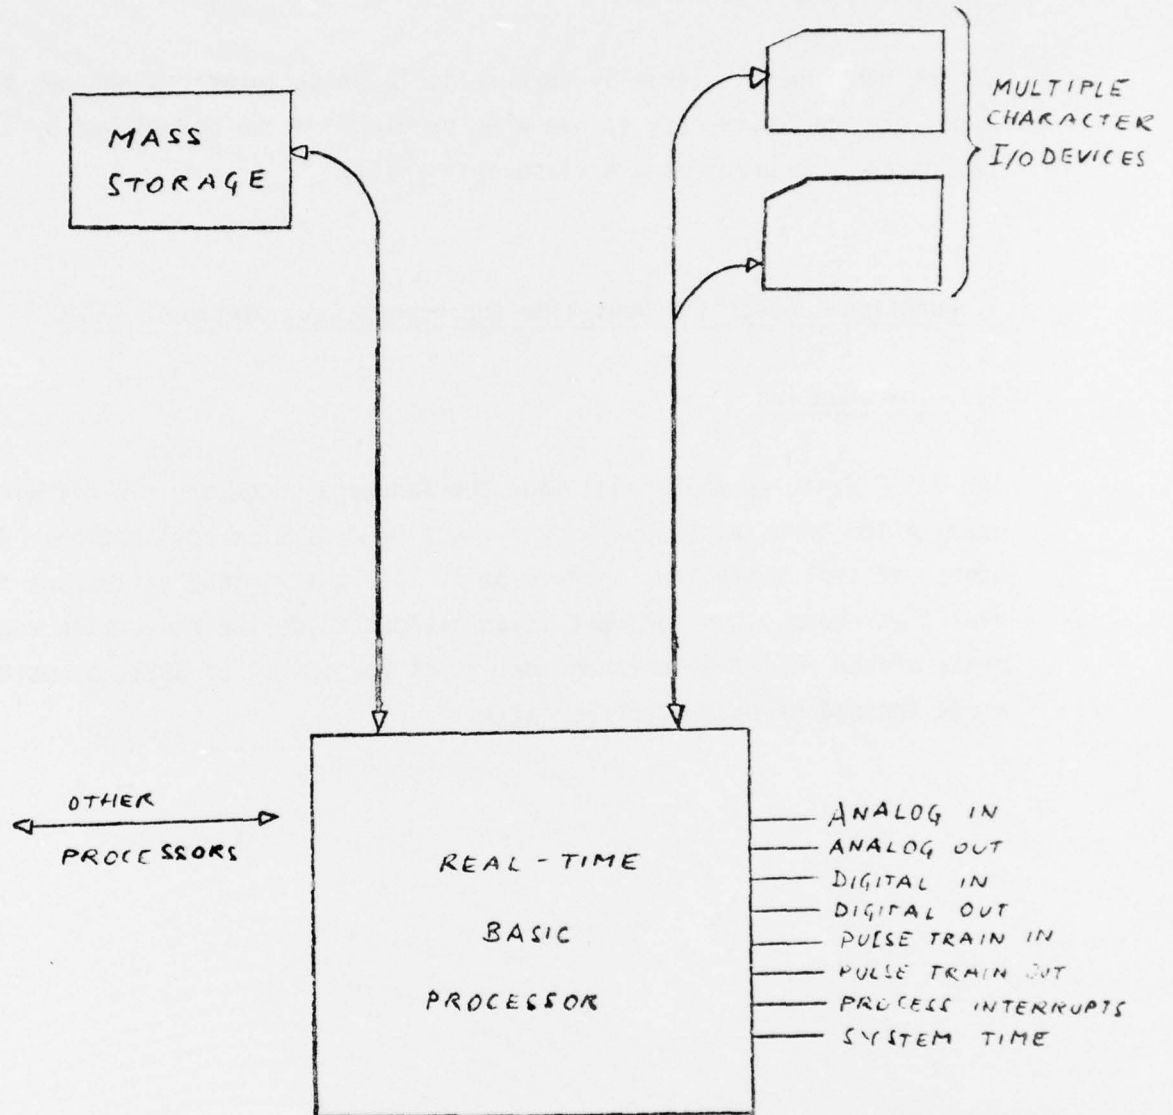 MASS
STORAGE
MULTIPLE
CHARACTER
I/O DEVICES
OTHER
PROCESSORS
REAL-TIME
BASIC
PROCESSOR
ANALOG IN
ANALOG OUT
DIGITAL IN
DIGITAL OUT
PULSE TRAIN IN
PULSE TRAIN OUT
PROCESS INTERRUPTS
SYSTEM TIME